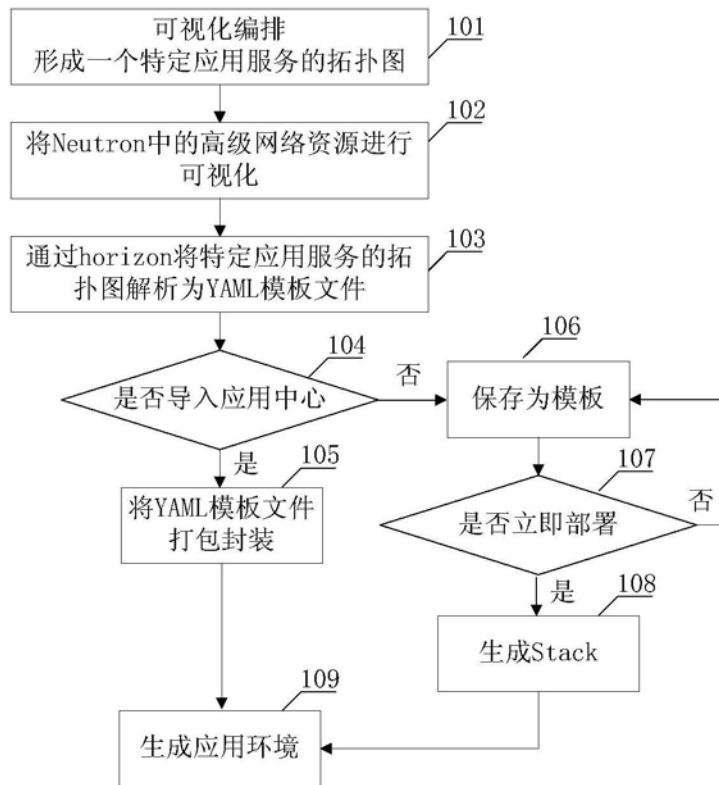 可视化编排
形成一个特定应用服务的拓扑图
101
将Neutron中的高级网络资源进行
可视化
102
通过horizon将特定应用服务的拓
扑图解析为YAML模板文件
103
是否导入应用中心
104
否
保存为模板
106
是
将YAML模板文件
打包封装
105
是否立即部署
107
否
是
生成Stack
108
生成应用环境
109